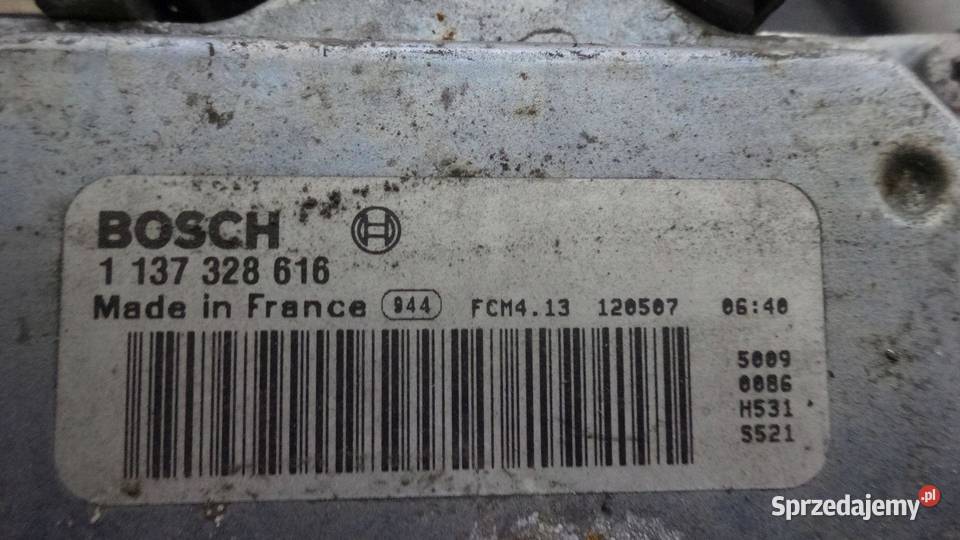 BOSCH
1 137 328 616
Made in France 944 FCM4.13 120507 06:40
5009
0086
H531
S521
Sprzedajemy.pl